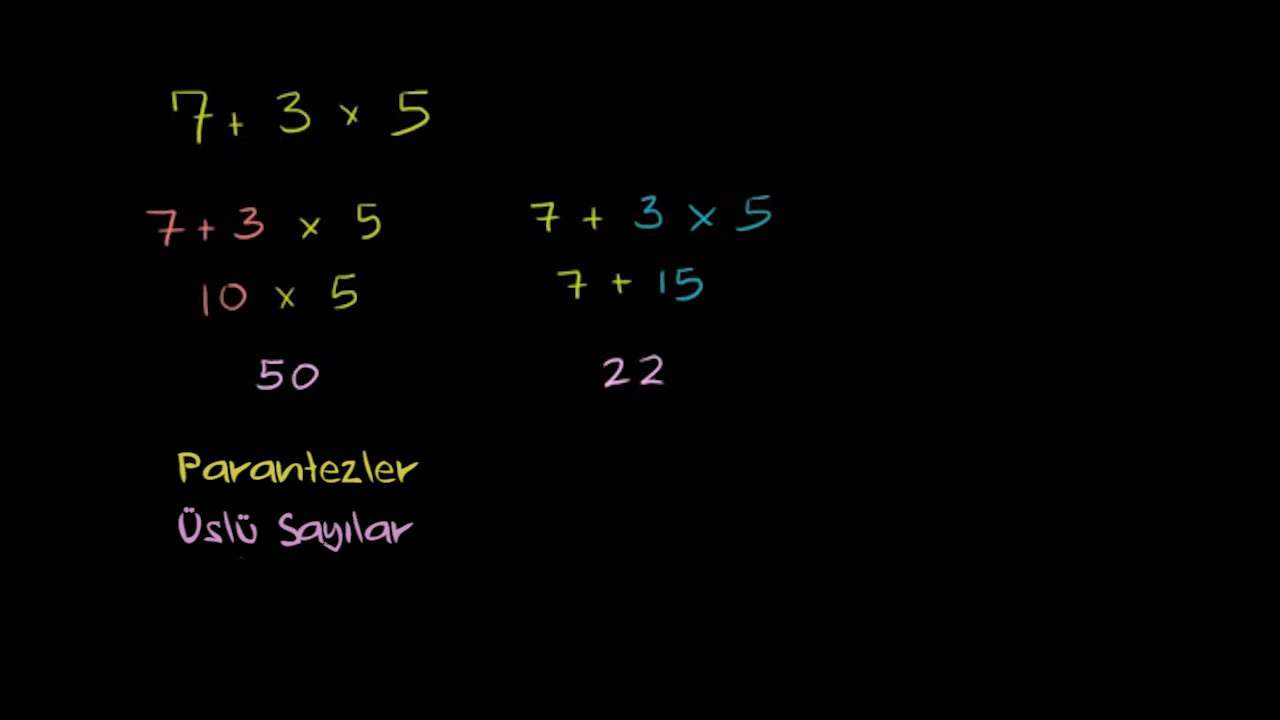 7 + 3 x 5
7 + 3 x 5
10 x 5
50
7 + 3 x 5
7 + 15
22
Parantezler
Üslü Sayılar